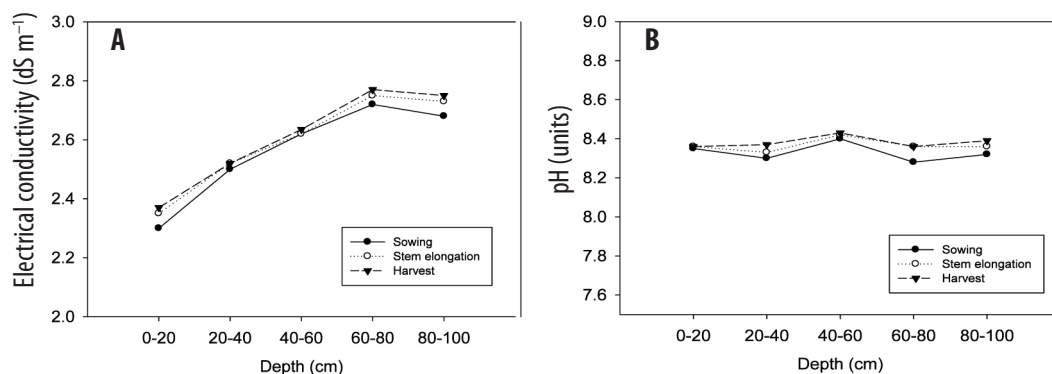 A
Electrical conductivity (dS m⁻¹)
3.0
2.8
2.6
2.4
2.2
2.0
Sowing
Stem elongation
Harvest
0-20 20-40 40-60 60-80 80-100
Depth (cm)
B
pH (units)
9.0
8.8
8.6
8.4
8.2
8.0
7.8
7.6
Sowing
Stem elongation
Harvest
0-20 20-40 40-60 60-80 80-100
Depth (cm)